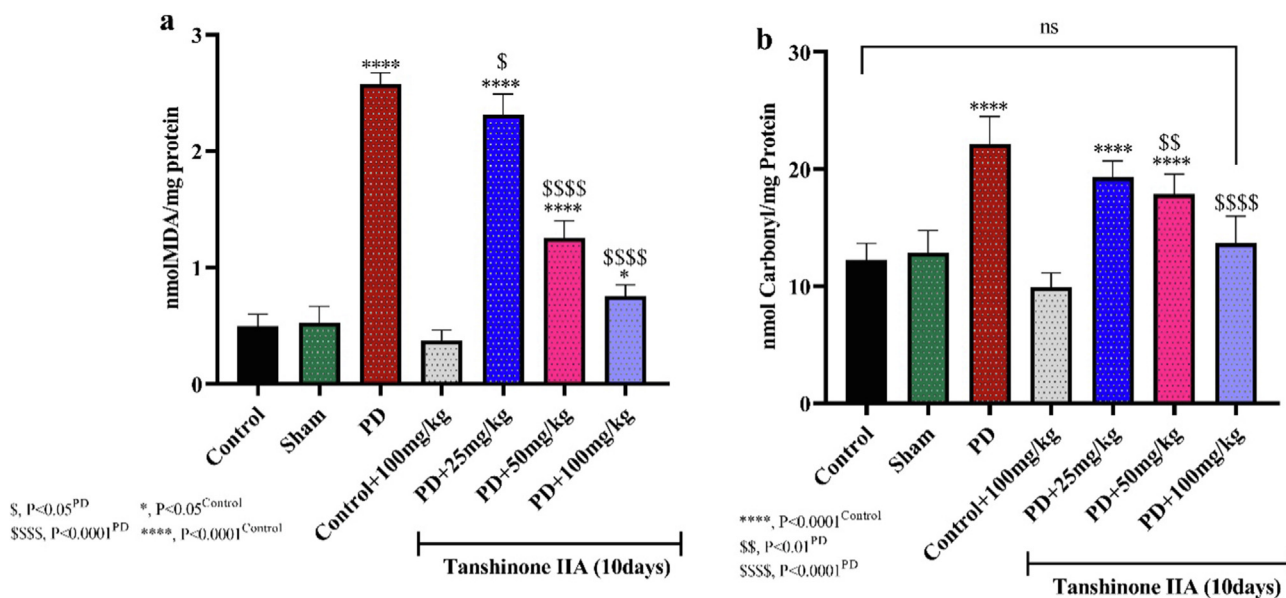 a
3
2
1
0
nmolMDA/mg protein
****
$
****
$$$$
****
$$$$
*
Control
Sham
PD
Control+100mg/kg
PD+25mg/kg
PD+50mg/kg
PD+100mg/kg
$, P<0.05PD
*, P<0.05Control
$$$$, P<0.0001PD
****, P<0.0001Control
Tanshinone IIA (10days)
b
30
20
10
0
nmol Carbonyl/mg Protein
ns
****
****
$$
****
$$$$
Control
Sham
PD
Control+100mg/kg
PD+25mg/kg
PD+50mg/kg
PD+100mg/kg
****, P<0.0001Control
$$, P<0.01PD
$$$$, P<0.0001PD
Tanshinone IIA (10days)